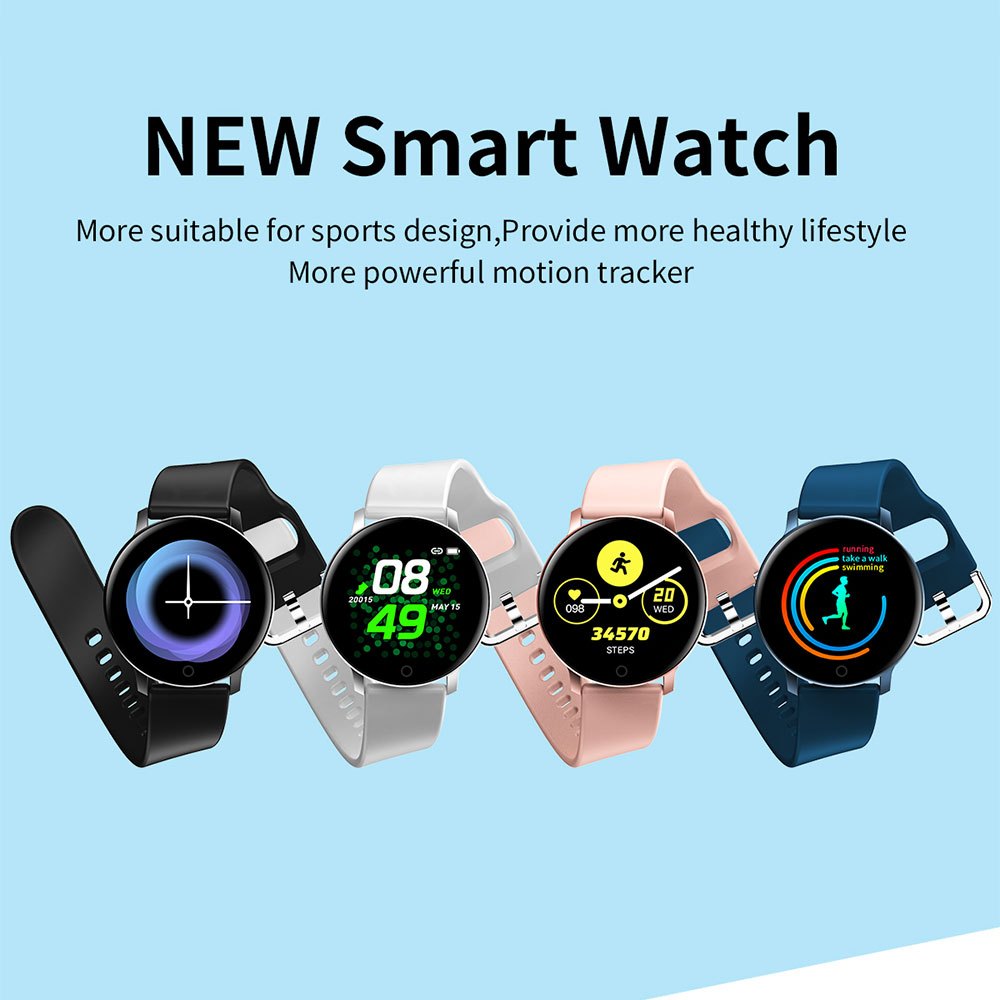 NEW Smart Watch
More suitable for sports design,Provide more healthy lifestyle
More powerful motion tracker
08
20015
WED
MAY 15
49
098
20
WED
34570
STEPS
running
take a walk
swimming